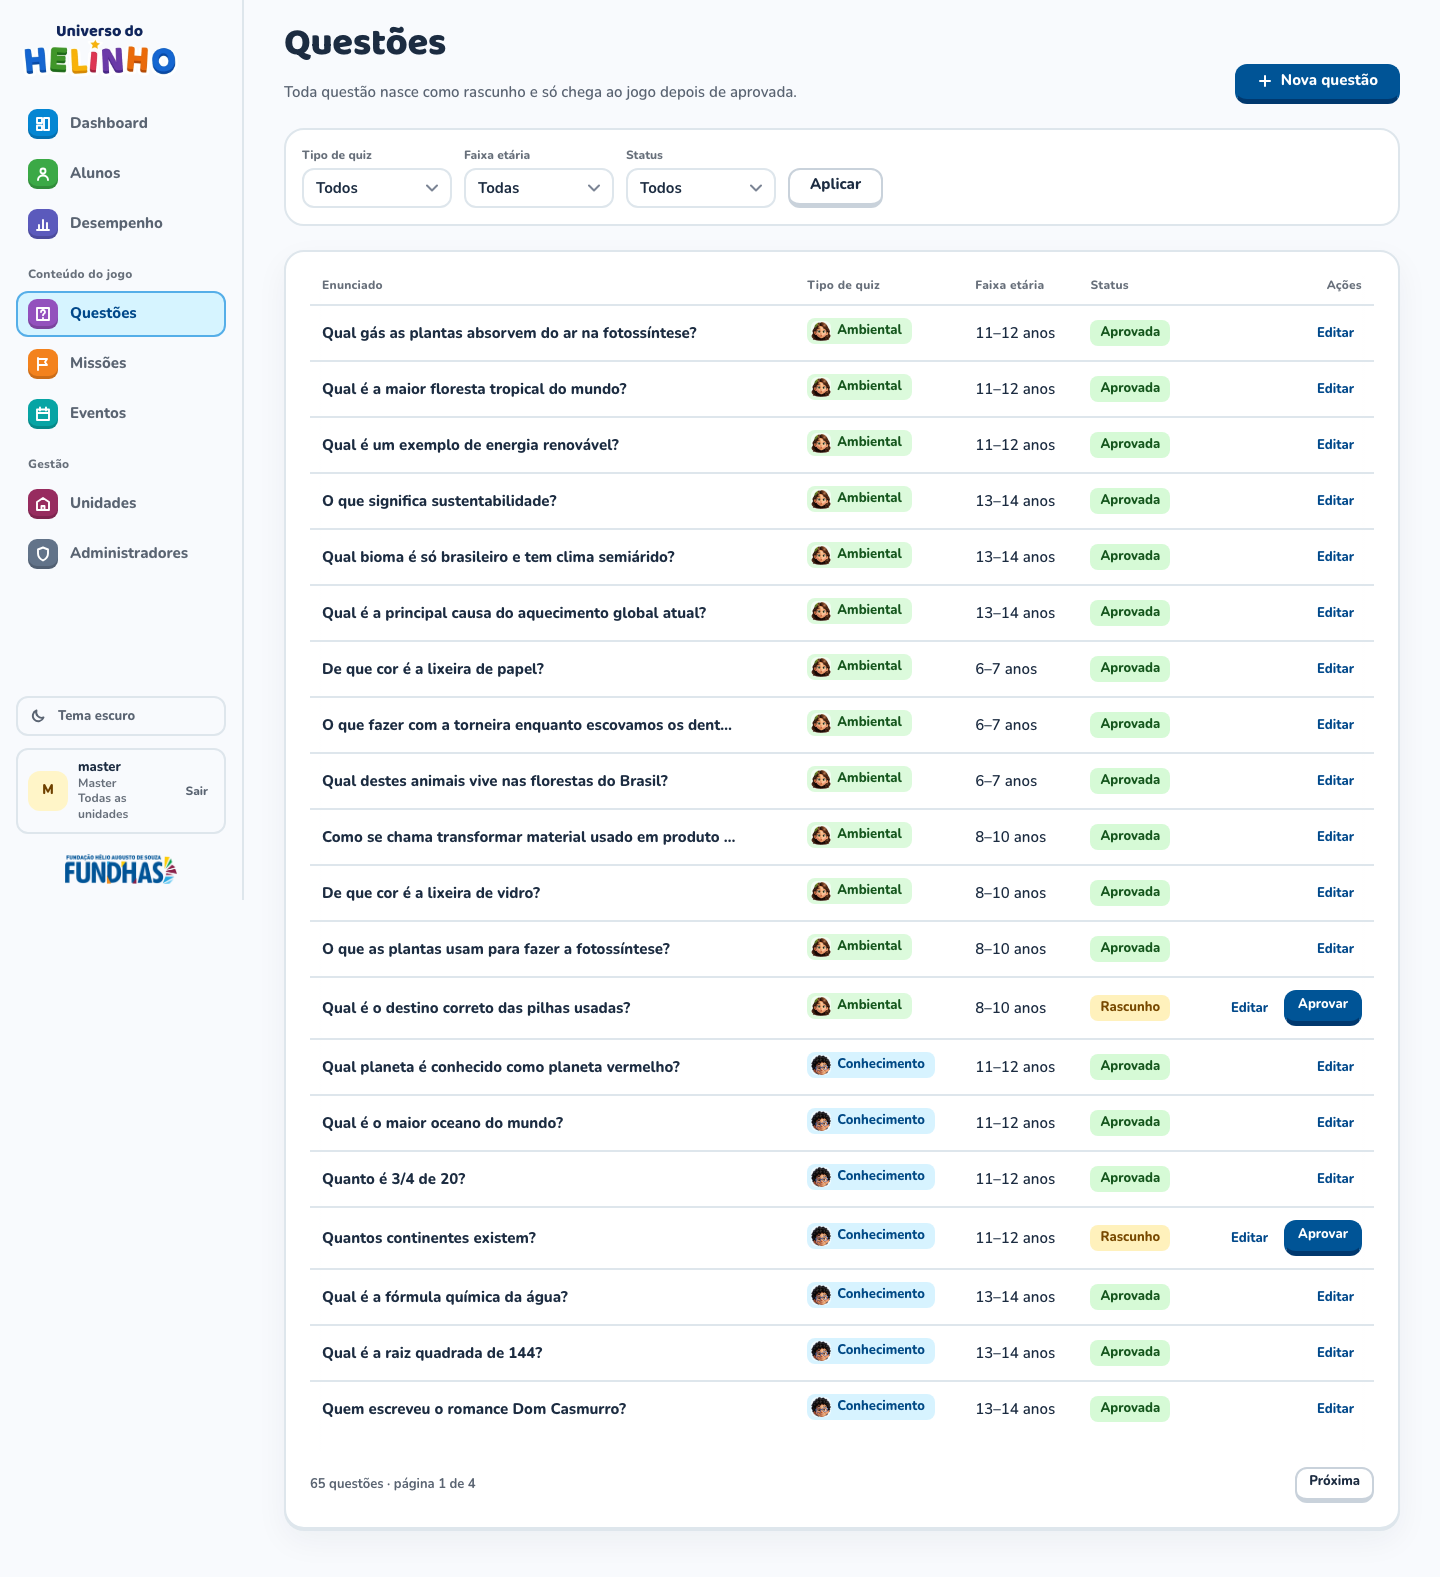 Universo do
HELINHO
Dashboard
Alunos
Desempenho
Conteúdo do jogo
Questões
Missões
Eventos
Gestão
Unidades
Administradores
Tema escuro
M
master
Master
Todas as
unidades
Sair
FUNDAÇÃO HÉLIO AUGUSTO DE SOUZA
FUNDHAS
Questões
Toda questão nasce como rascunho e só chega ao jogo depois de aprovada.
+ Nova questão
Tipo de quiz Faixa etária Status
Todos Todas Todos Aplicar
Enunciado Tipo de quiz Faixa etária Status Ações
Qual gás as plantas absorvem do ar na fotossíntese? Ambiental 11–12 anos Aprovada Editar
Qual é a maior floresta tropical do mundo? Ambiental 11–12 anos Aprovada Editar
Qual é um exemplo de energia renovável? Ambiental 11–12 anos Aprovada Editar
O que significa sustentabilidade? Ambiental 13–14 anos Aprovada Editar
Qual bioma é só brasileiro e tem clima semiárido? Ambiental 13–14 anos Aprovada Editar
Qual é a principal causa do aquecimento global atual? Ambiental 13–14 anos Aprovada Editar
De que cor é a lixeira de papel? Ambiental 6–7 anos Aprovada Editar
O que fazer com a torneira enquanto escovamos os dent... Ambiental 6–7 anos Aprovada Editar
Qual destes animais vive nas florestas do Brasil? Ambiental 6–7 anos Aprovada Editar
Como se chama transformar material usado em produto ... Ambiental 8–10 anos Aprovada Editar
De que cor é a lixeira de vidro? Ambiental 8–10 anos Aprovada Editar
O que as plantas usam para fazer a fotossíntese? Ambiental 8–10 anos Aprovada Editar
Qual é o destino correto das pilhas usadas? Ambiental 8–10 anos Rascunho Editar Aprovar
Qual planeta é conhecido como planeta vermelho? Conhecimento 11–12 anos Aprovada Editar
Qual é o maior oceano do mundo? Conhecimento 11–12 anos Aprovada Editar
Quanto é 3/4 de 20? Conhecimento 11–12 anos Aprovada Editar
Quantos continentes existem? Conhecimento 11–12 anos Rascunho Editar Aprovar
Qual é a fórmula química da água? Conhecimento 13–14 anos Aprovada Editar
Qual é a raiz quadrada de 144? Conhecimento 13–14 anos Aprovada Editar
Quem escreveu o romance Dom Casmurro? Conhecimento 13–14 anos Aprovada Editar
65 questões · página 1 de 4 Próxima